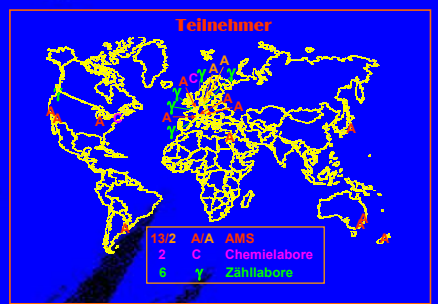 Teilnehmer
A
A C A
γ A
γ γ
γ A A
γ A
A
γ A
A A C
A
A
A A
13/2 A/A AMS
2 C Chemielabore
6 γ Zähllabore